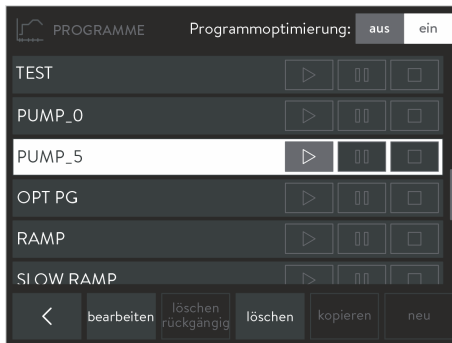 PROGRAMME Programmoptimierung: aus ein
TEST
PUMP_0
PUMP_5
OPT PG
RAMP
SLOW RAMP
bearbeiten löschen rückgängig löschen kopieren neu